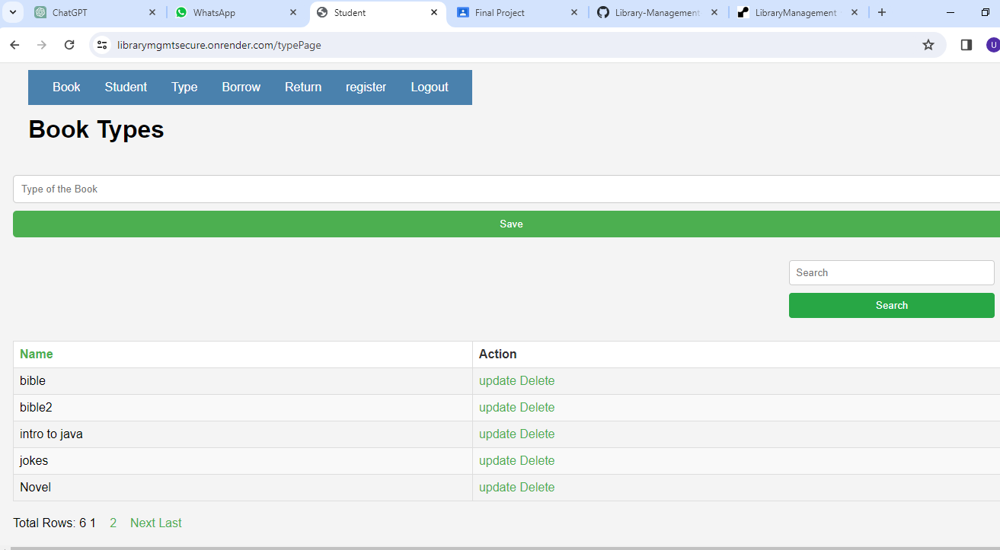 ChatGPT WhatsApp Student Final Project Library-Management LibraryManagement
librarymgmtsecure.onrender.com/typePage U
Book Student Type Borrow Return register Logout
Book Types
Type of the Book
Save
Search
Search
Name Action
bible update Delete
bible2 update Delete
intro to java update Delete
jokes update Delete
Novel update Delete
Total Rows: 6 1 2 Next Last